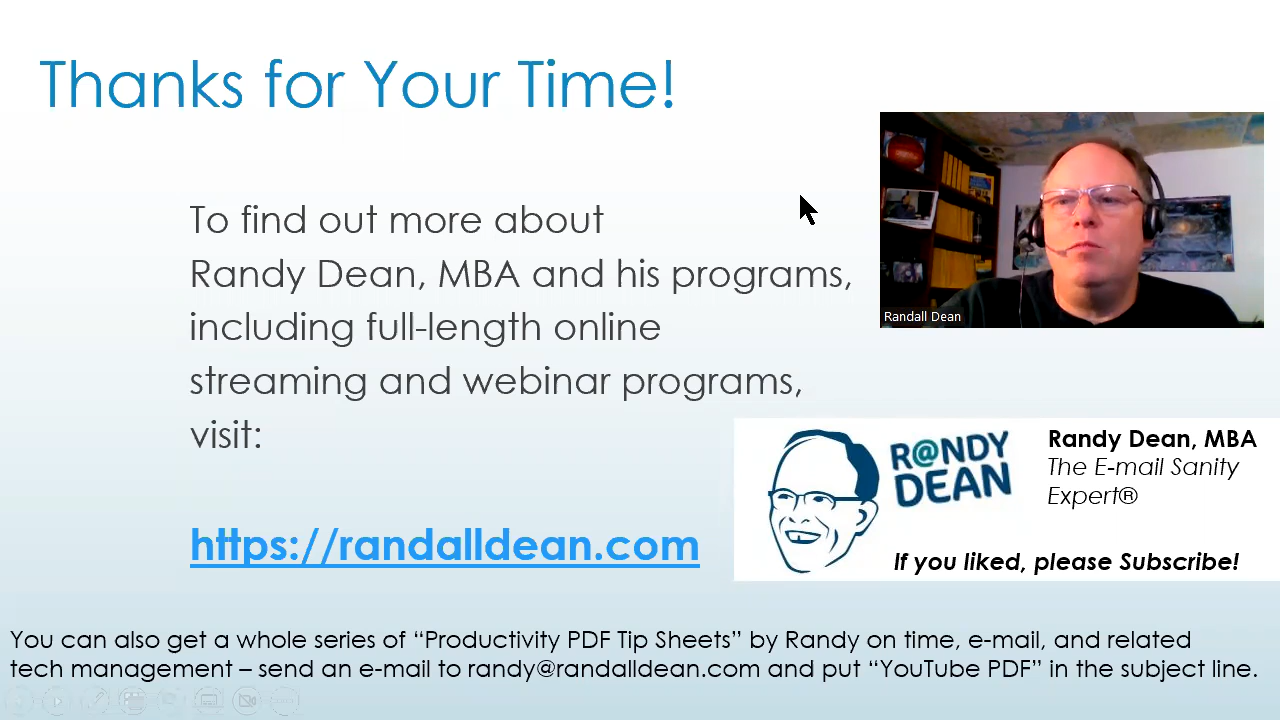 Thanks for Your Time!
To find out more about
Randy Dean, MBA and his programs,
including full-length online
streaming and webinar programs,
visit:
https://randalldean.com
Randall Dean
R@NDY
DEAN
Randy Dean, MBA
The E-mail Sanity
Expert®
If you liked, please Subscribe!
You can also get a whole series of “Productivity PDF Tip Sheets” by Randy on time, e-mail, and related
tech management – send an e-mail to randy@randalldean.com and put “YouTube PDF” in the subject line.